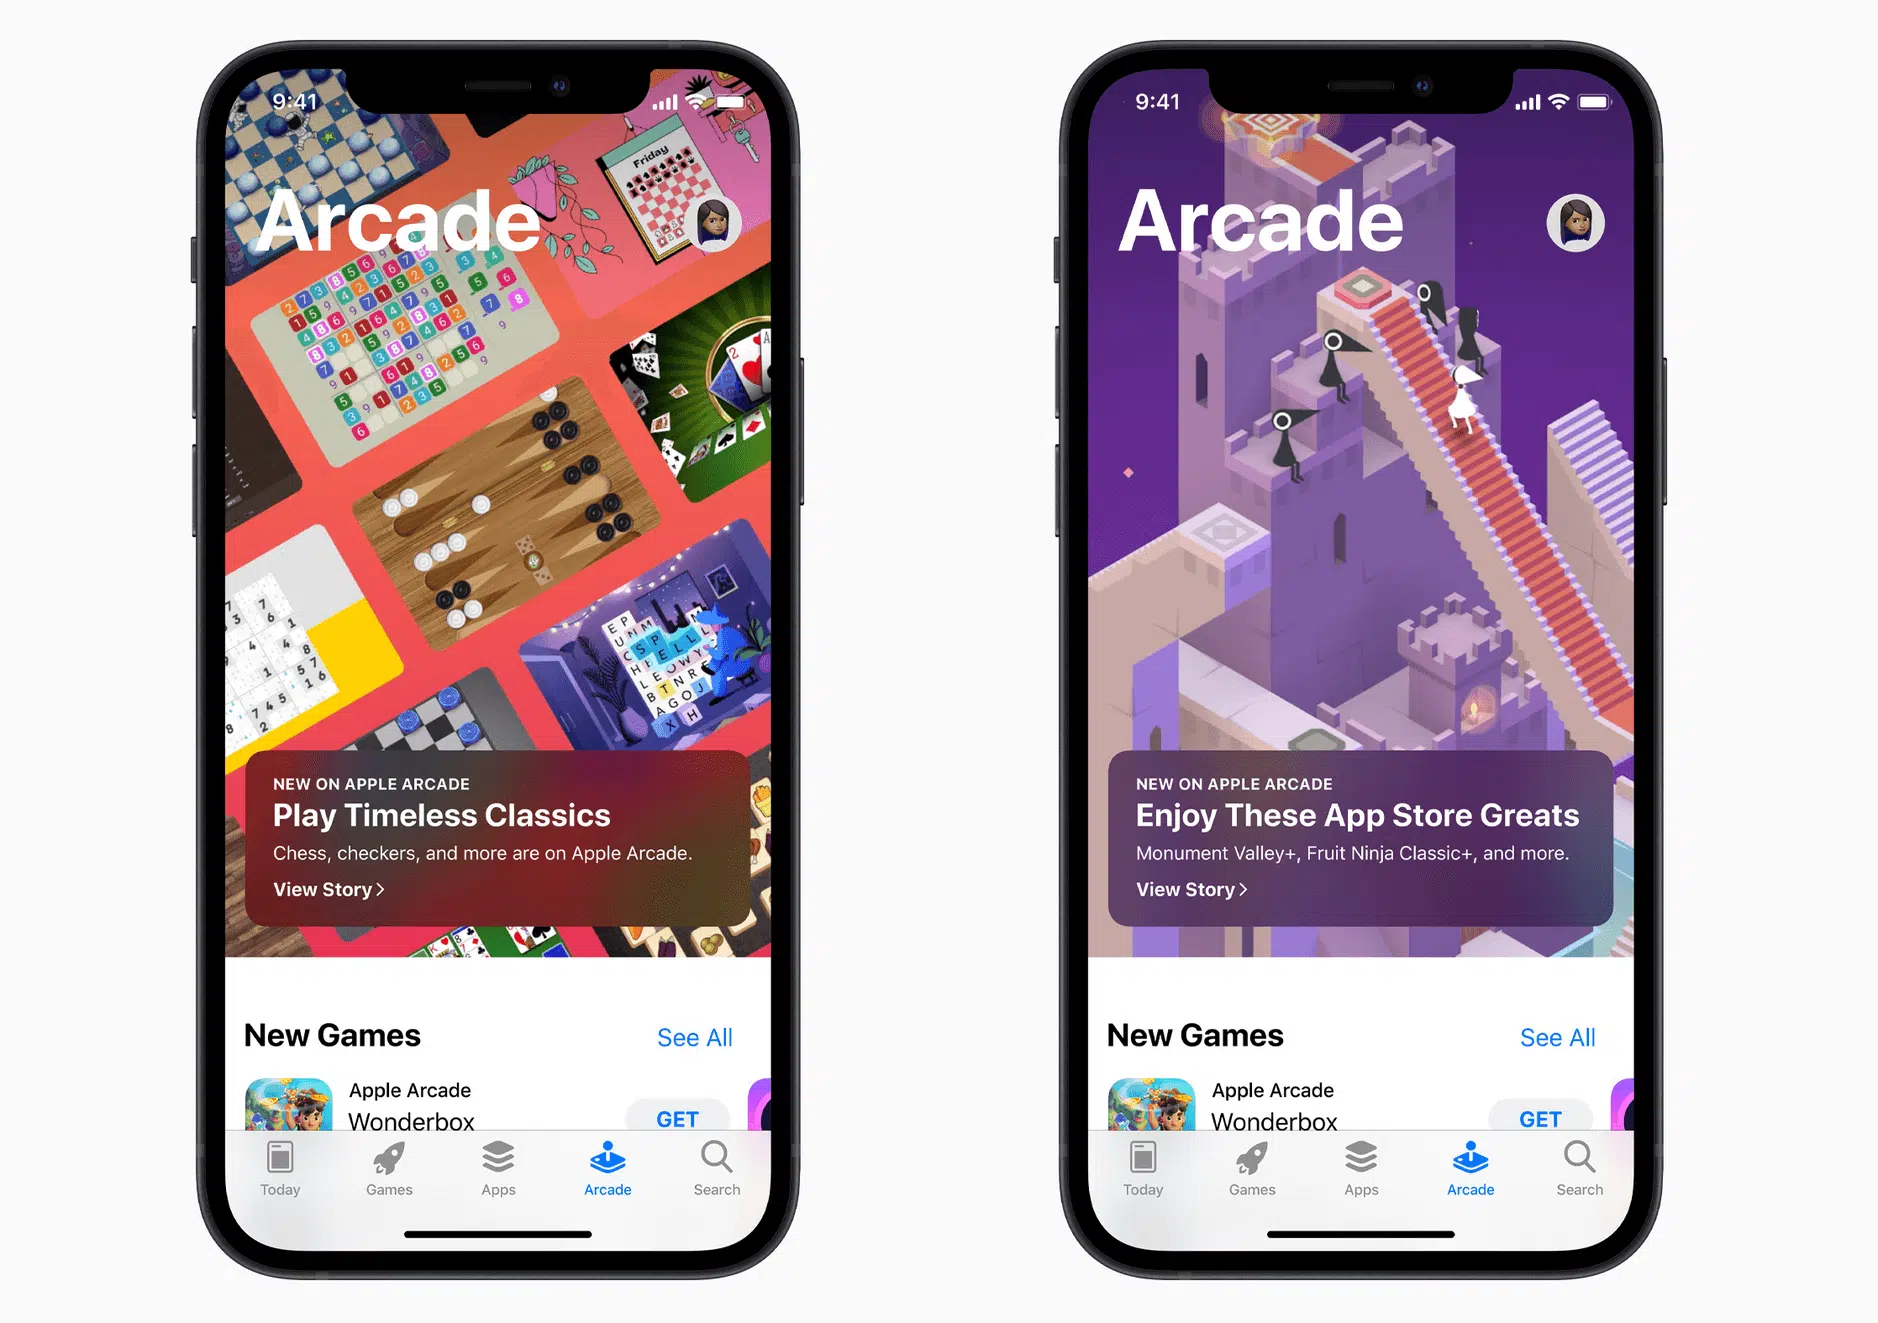 9:41
Friday
Arcade
NEW ON APPLE ARCADE
Play Timeless Classics
Chess, checkers, and more are on Apple Arcade.
View Story
New Games
See All
Apple Arcade
Wonderbox
GET
Today
Games
Apps
Arcade
Search
9:41
Arcade
NEW ON APPLE ARCADE
Enjoy These App Store Greats
Monument Valley+, Fruit Ninja Classic+, and more.
View Story
New Games
See All
Apple Arcade
Wonderbox
GET
Today
Games
Apps
Arcade
Search